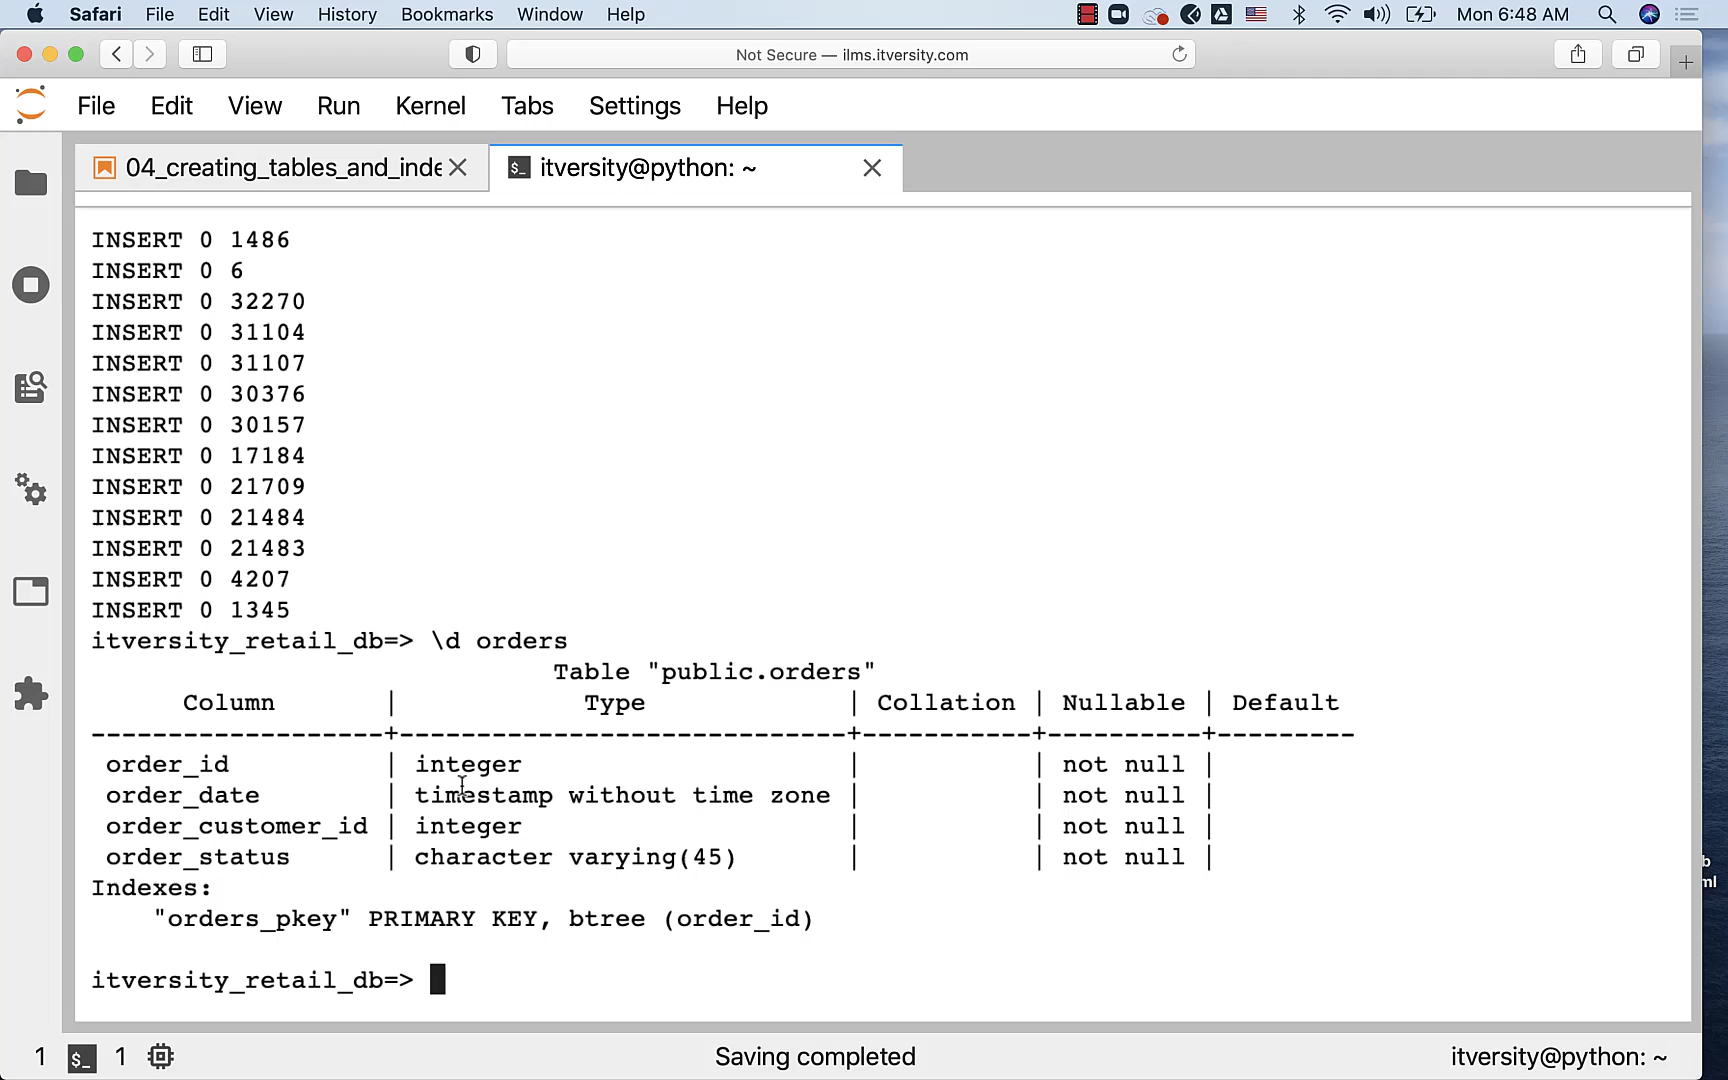 Safari File Edit View History Bookmarks Window Help Mon 6:48 AM
Not Secure — ilms.itversity.com
File Edit View Run Kernel Tabs Settings Help
04_creating_tables_and_inde itversity@python: ~
INSERT 0 1486
INSERT 0 6
INSERT 0 32270
INSERT 0 31104
INSERT 0 31107
INSERT 0 30376
INSERT 0 30157
INSERT 0 17184
INSERT 0 21709
INSERT 0 21484
INSERT 0 21483
INSERT 0 4207
INSERT 0 1345
itversity_retail_db=> \d orders
Table "public.orders"
Column | Type | Collation | Nullable | Default
-------------------+-----------------------------+-----------+----------+---------
order_id | integer | | not null |
order_date | timestamp without time zone | | not null |
order_customer_id | integer | | not null |
order_status | character varying(45) | | not null |
Indexes:
"orders_pkey" PRIMARY KEY, btree (order_id)
itversity_retail_db=>
b
ml
1 $_ 1 Saving completed itversity@python: ~